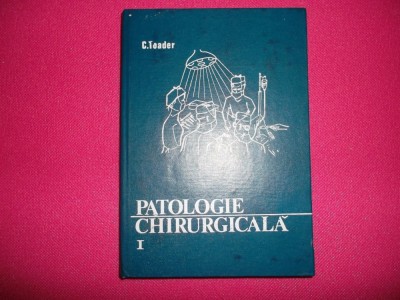 C. Toader
PATOLOGIE
CHIRURGICALĂ
I